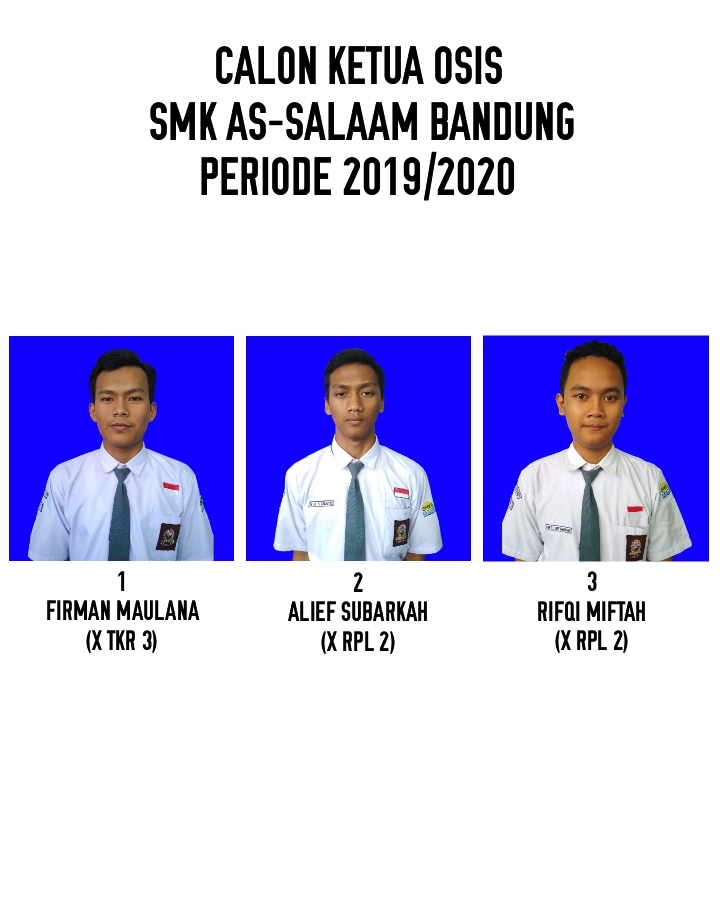 CALON KETUA OSIS
SMK AS-SALAAM BANDUNG
PERIODE 2019/2020
1
FIRMAN MAULANA
(X TKR 3)
2
ALIEF SUBARKAH
(X RPL 2)
3
RIFQI MIFTAH
(X RPL 2)